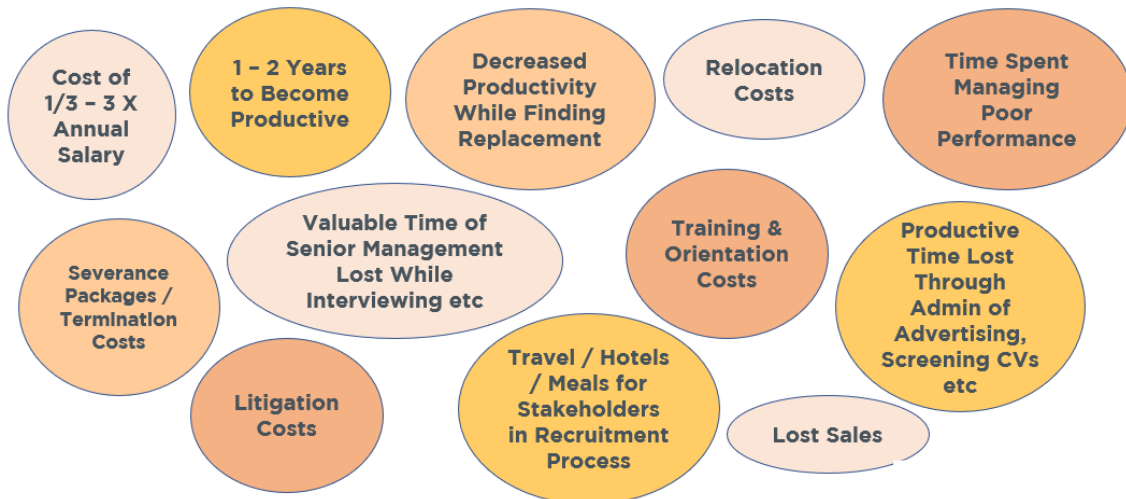 Cost of
1/3 – 3 X
Annual
Salary
1 – 2 Years
to Become
Productive
Decreased
Productivity
While Finding
Replacement
Relocation
Costs
Time Spent
Managing
Poor
Performance
Severance
Packages /
Termination
Costs
Valuable Time of
Senior Management
Lost While
Interviewing etc
Training &
Orientation
Costs
Productive
Time Lost
Through
Admin of
Advertising,
Screening CVs
etc
Litigation
Costs
Travel / Hotels
/ Meals for
Stakeholders
in Recruitment
Process
Lost Sales